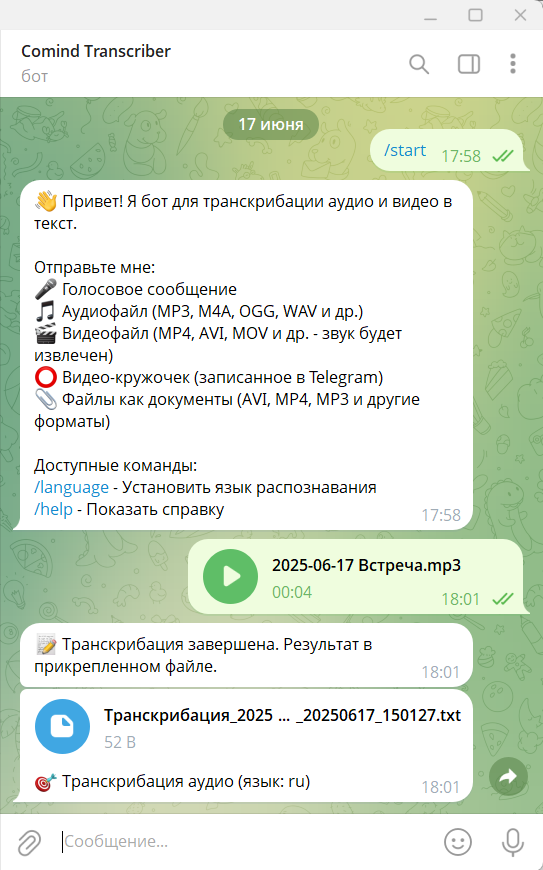 Comind Transcriber
бот
17 июня
/start 17:58
👋 Привет! Я бот для транскрибации аудио и видео в
текст.
Отправьте мне:
🎤 Голосовое сообщение
🎵 Аудиофайл (MP3, M4A, OGG, WAV и др.)
🎬 Видеофайл (MP4, AVI, MOV и др. - звук будет
извлечен)
⭕ Видео-кружочек (записанное в Telegram)
📎 Файлы как документы (AVI, MP4, MP3 и другие
форматы)
Доступные команды:
/language - Установить язык распознавания
/help - Показать справку
17:58
2025-06-17 Встреча.mp3
00:04
18:01
📝 Транскрибация завершена. Результат в
прикрепленном файле.
18:01
Транскрибация_2025 ... _20250617_150127.txt
52 B
🎯 Транскрибация аудио (язык: ru)
18:01
Сообщение...